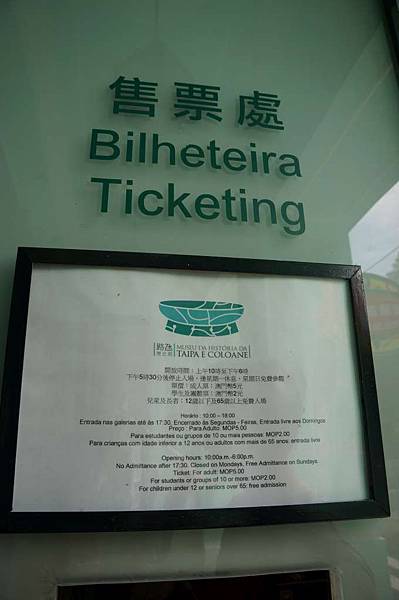 售票處
Bilheteira
Ticketing
路氹歷史館
MUSEU DA HISTÓRIA DA
TAIPA E COLOANE
開放時間：上午10時至下午6時
下午5時30分後停止入場，逢星期一休息，星期日免費參觀。
票價：成人票：澳門幣5元
學生及團體票：澳門幣2元
兒童及長者：12歲以下及65歲以上免費入場
Horário : 10:00 – 18:00
Entrada nas galerias até às 17:30, Encerrado às Segundas - Feiras, Entrada livre aos Domingos
Preço : Para Adulto: MOP5.00
Para estudantes ou grupos de 10 ou mais pessoas: MOP2.00
Para crianças com idade inferior a 12 anos ou adultos com mais de 65 anos: entrada livre
Opening hours: 10:00a.m.-6:00p.m.
No Admittance after 17:30. Closed on Mondays, Free Admittance on Sundays.
Ticket: For adult: MOP5.00
For students or groups of 10 or more: MOP2.00
For children under 12 or seniors over 65: free admission